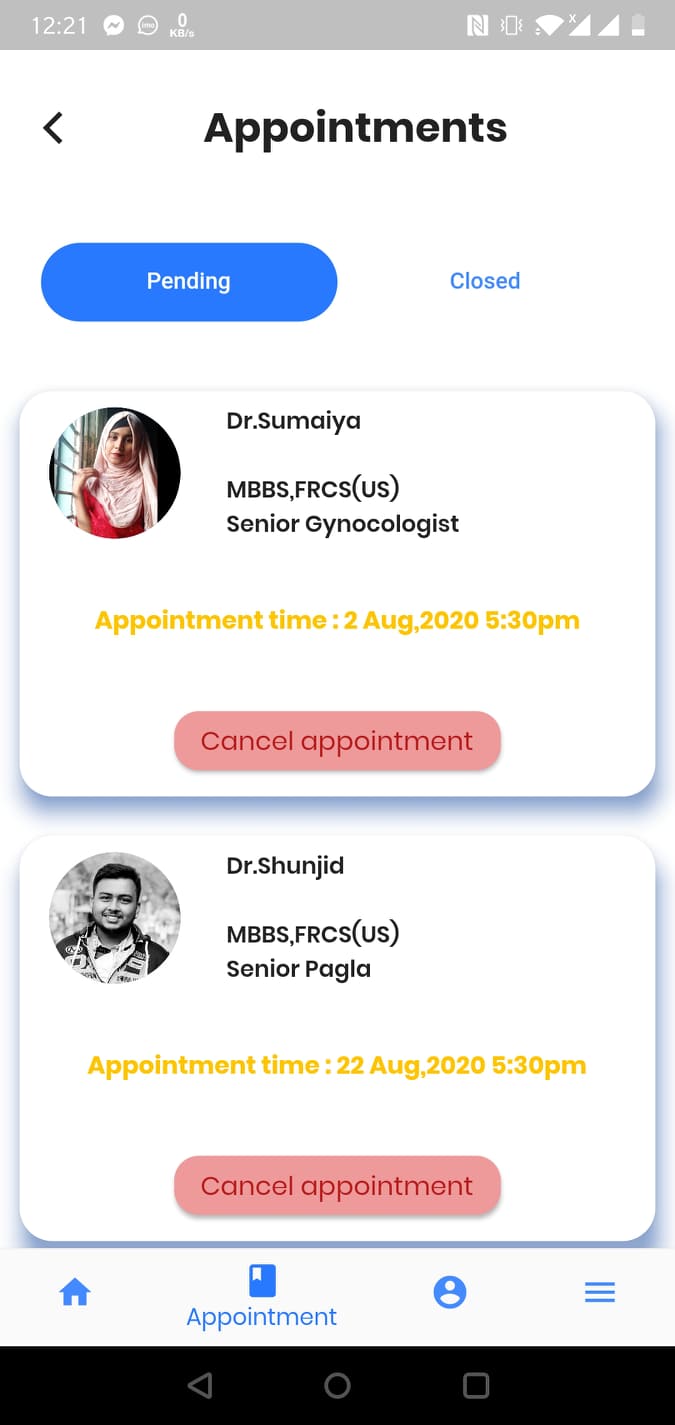 12:21
0
KB/s
Appointments
Pending
Closed
Dr.Sumaiya
MBBS,FRCS(US)
Senior Gynocologist
Appointment time : 2 Aug,2020 5:30pm
Cancel appointment
Dr.Shunjid
MBBS,FRCS(US)
Senior Pagla
Appointment time : 22 Aug,2020 5:30pm
Cancel appointment
Appointment